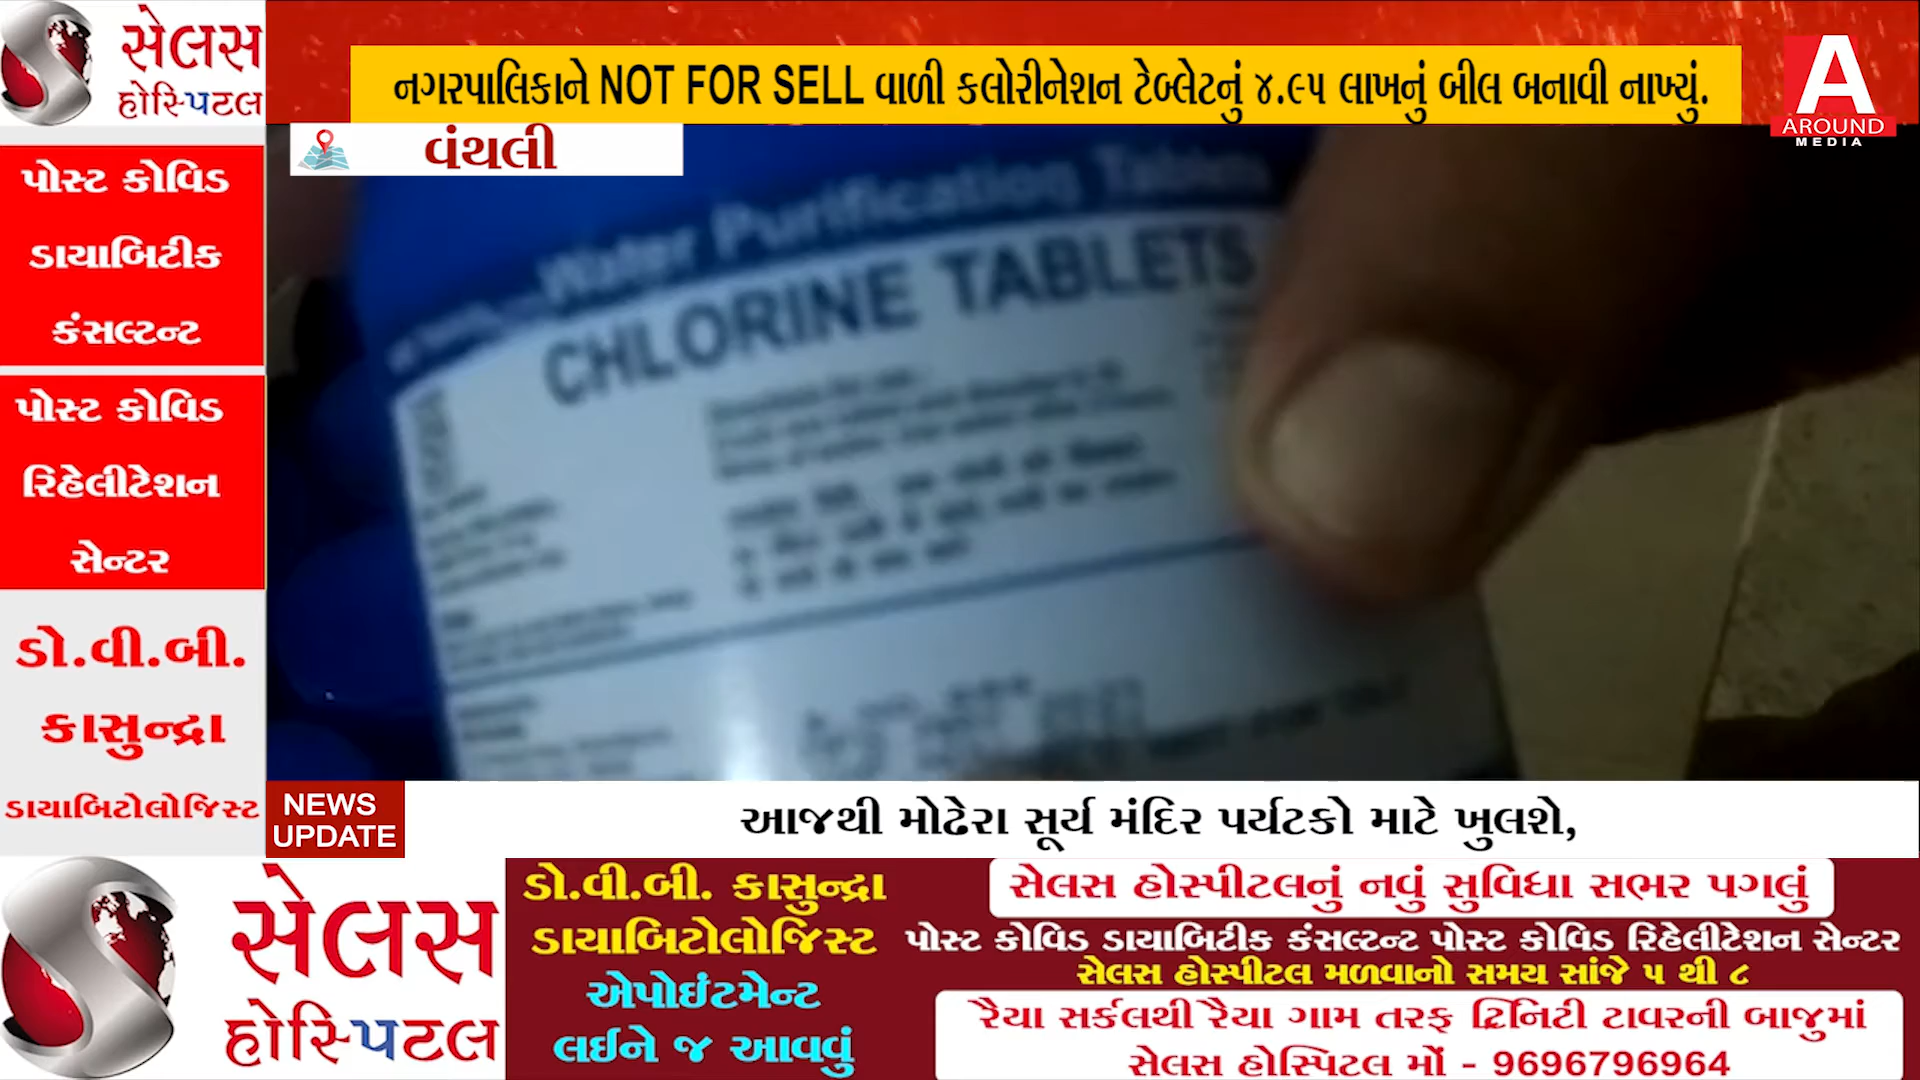 સેલસ
હોસ્પિટલ
નગરપાલિકાને NOT FOR SELL વાળી કલોરીનેશન ટેબ્લેટનું ૪.૯૫ લાખનું બીલ બનાવી નાખ્યું.
A
AROUND
MEDIA
વંથલી
પોસ્ટ કોવિડ
ડાયાબિટીક
કંસલ્ટન્ટ
પોસ્ટ કોવિડ
રિહેલીટેશન
સેન્ટર
ડો.વી.બી.
કાસુન્દ્રા
ડાયાબિટોલોજિસ્ટ
Water Purification Tablets
CHLORINE TABLETS
NEWS
UPDATE
આજથી મોઢેરા સૂર્ય મંદિર પર્યટકો માટે ખુલશે,
સેલસ
હોસ્પિટલ
ડો.વી.બી. કાસુન્દ્રા
ડાયાબિટોલોજિસ્ટ
એપોઇંટમેન્ટ
લઈને જ આવવું
સેલસ હોસ્પીટલનું નવું સુવિધા સભર પગલું
પોસ્ટ કોવિડ ડાયાબિટીક કંસલ્ટન્ટ પોસ્ટ કોવિડ રિહેલીટેશન સેન્ટર
સેલસ હોસ્પીટલ મળવાનો સમય સાંજે ૫ થી ૮
રૈયા સર્કલથી રૈયા ગામ તરફ ટ્રિનિટી ટાવરની બાજુમાં
સેલસ હોસ્પિટલ મોં - 9696796964